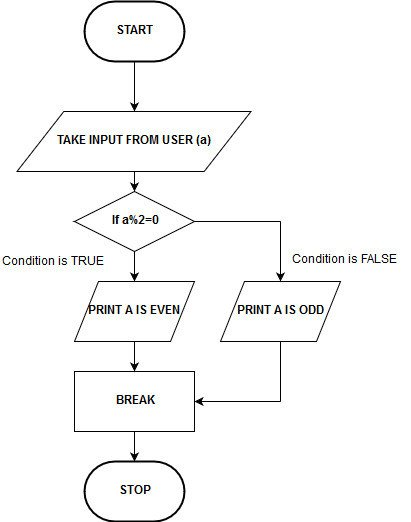 START
TAKE INPUT FROM USER (a)
If a%2=0
Condition is TRUE
Condition is FALSE
PRINT A IS EVEN
PRINT A IS ODD
BREAK
STOP